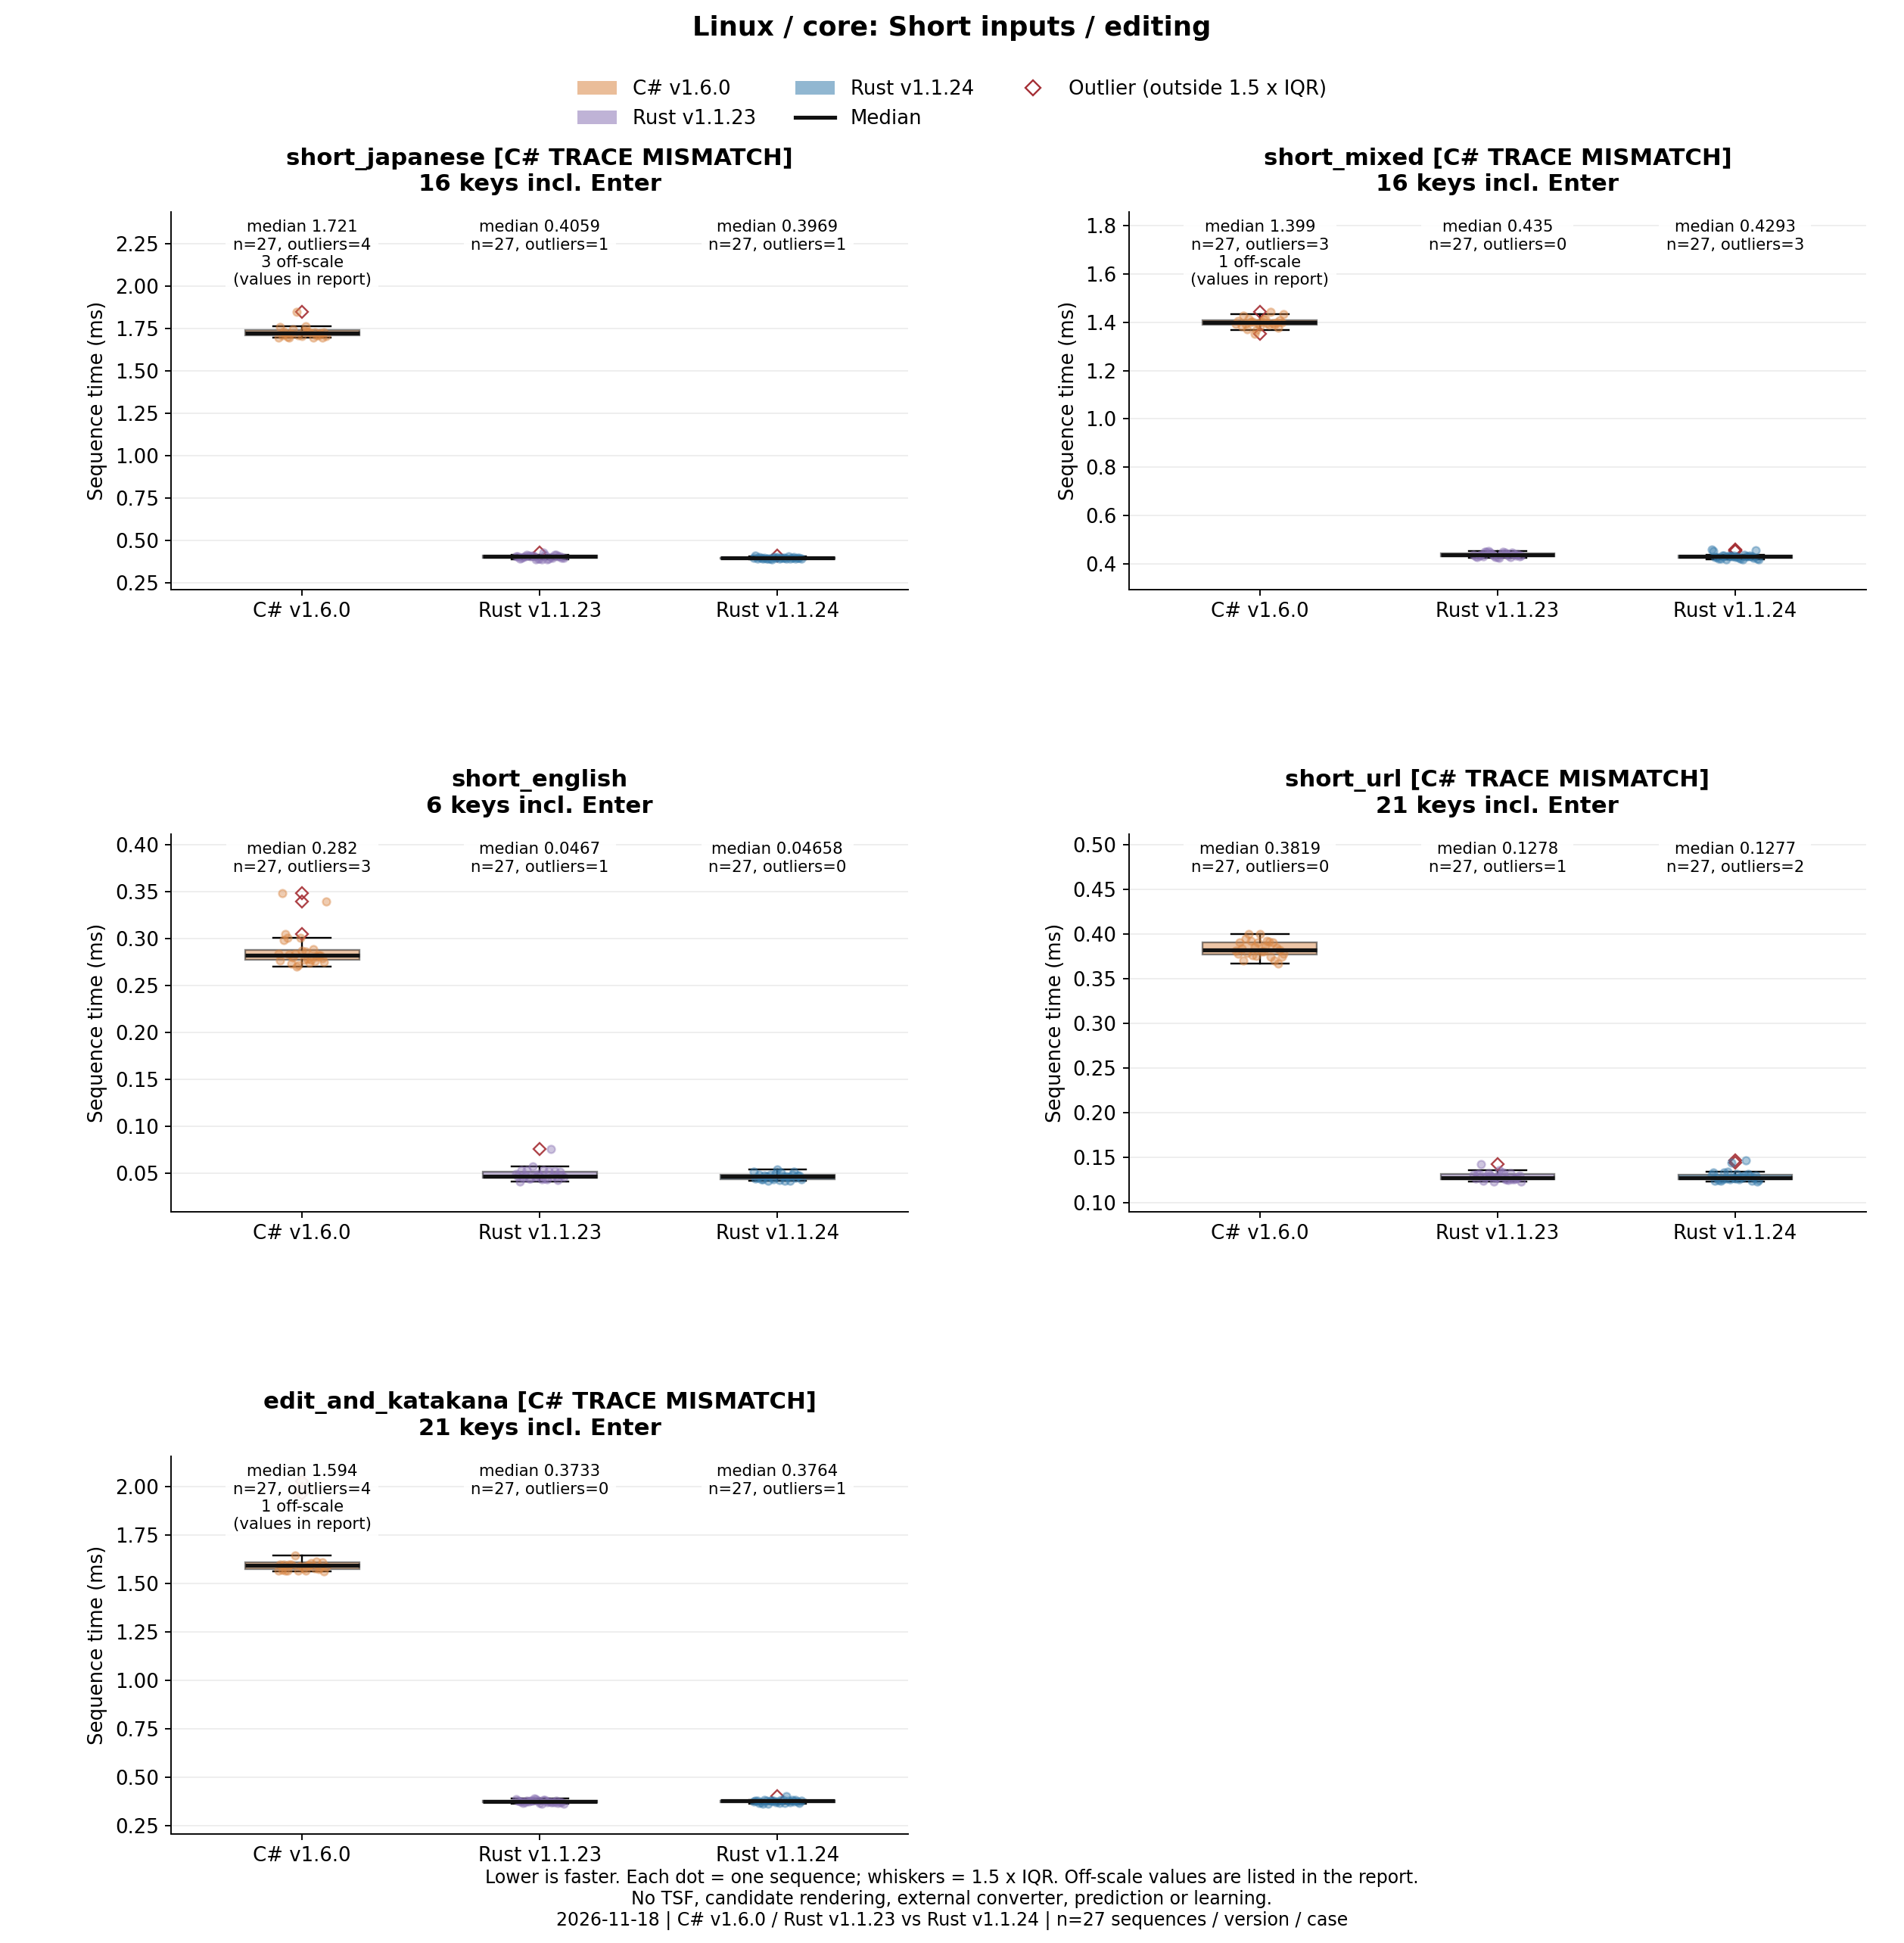 Linux / core: Short inputs / editing
C# v1.6.0
Rust v1.1.23
Rust v1.1.24
Median
Outlier (outside 1.5 x IQR)
short_japanese [C# TRACE MISMATCH]
16 keys incl. Enter
median 1.721
n=27, outliers=4
3 off-scale
(values in report)
median 0.4059
n=27, outliers=1
median 0.3969
n=27, outliers=1
Sequence time (ms)
2.25
2.00
1.75
1.50
1.25
1.00
0.75
0.50
0.25
C# v1.6.0
Rust v1.1.23
Rust v1.1.24
short_mixed [C# TRACE MISMATCH]
16 keys incl. Enter
median 1.399
n=27, outliers=3
1 off-scale
(values in report)
median 0.435
n=27, outliers=0
median 0.4293
n=27, outliers=3
Sequence time (ms)
1.8
1.6
1.4
1.2
1.0
0.8
0.6
0.4
C# v1.6.0
Rust v1.1.23
Rust v1.1.24
short_english
6 keys incl. Enter
median 0.282
n=27, outliers=3
median 0.0467
n=27, outliers=1
median 0.04658
n=27, outliers=0
Sequence time (ms)
0.40
0.35
0.30
0.25
0.20
0.15
0.10
0.05
C# v1.6.0
Rust v1.1.23
Rust v1.1.24
short_url [C# TRACE MISMATCH]
21 keys incl. Enter
median 0.3819
n=27, outliers=0
median 0.1278
n=27, outliers=1
median 0.1277
n=27, outliers=2
Sequence time (ms)
0.50
0.45
0.40
0.35
0.30
0.25
0.20
0.15
0.10
C# v1.6.0
Rust v1.1.23
Rust v1.1.24
edit_and_katakana [C# TRACE MISMATCH]
21 keys incl. Enter
median 1.594
n=27, outliers=4
1 off-scale
(values in report)
median 0.3733
n=27, outliers=0
median 0.3764
n=27, outliers=1
Sequence time (ms)
2.00
1.75
1.50
1.25
1.00
0.75
0.50
0.25
C# v1.6.0
Rust v1.1.23
Rust v1.1.24
Lower is faster. Each dot = one sequence; whiskers = 1.5 x IQR. Off-scale values are listed in the report.
No TSF, candidate rendering, external converter, prediction or learning.
2026-11-18 | C# v1.6.0 / Rust v1.1.23 vs Rust v1.1.24 | n=27 sequences / version / case